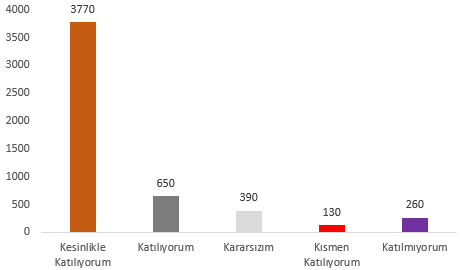 4000
3500
3000
2500
2000
1500
1000
500
0
3770
650
390
130
260
Kesinlikle
Katılıyorum
Katılıyorum
Kararsızım
Kısmen
Katılıyorum
Katılmıyorum